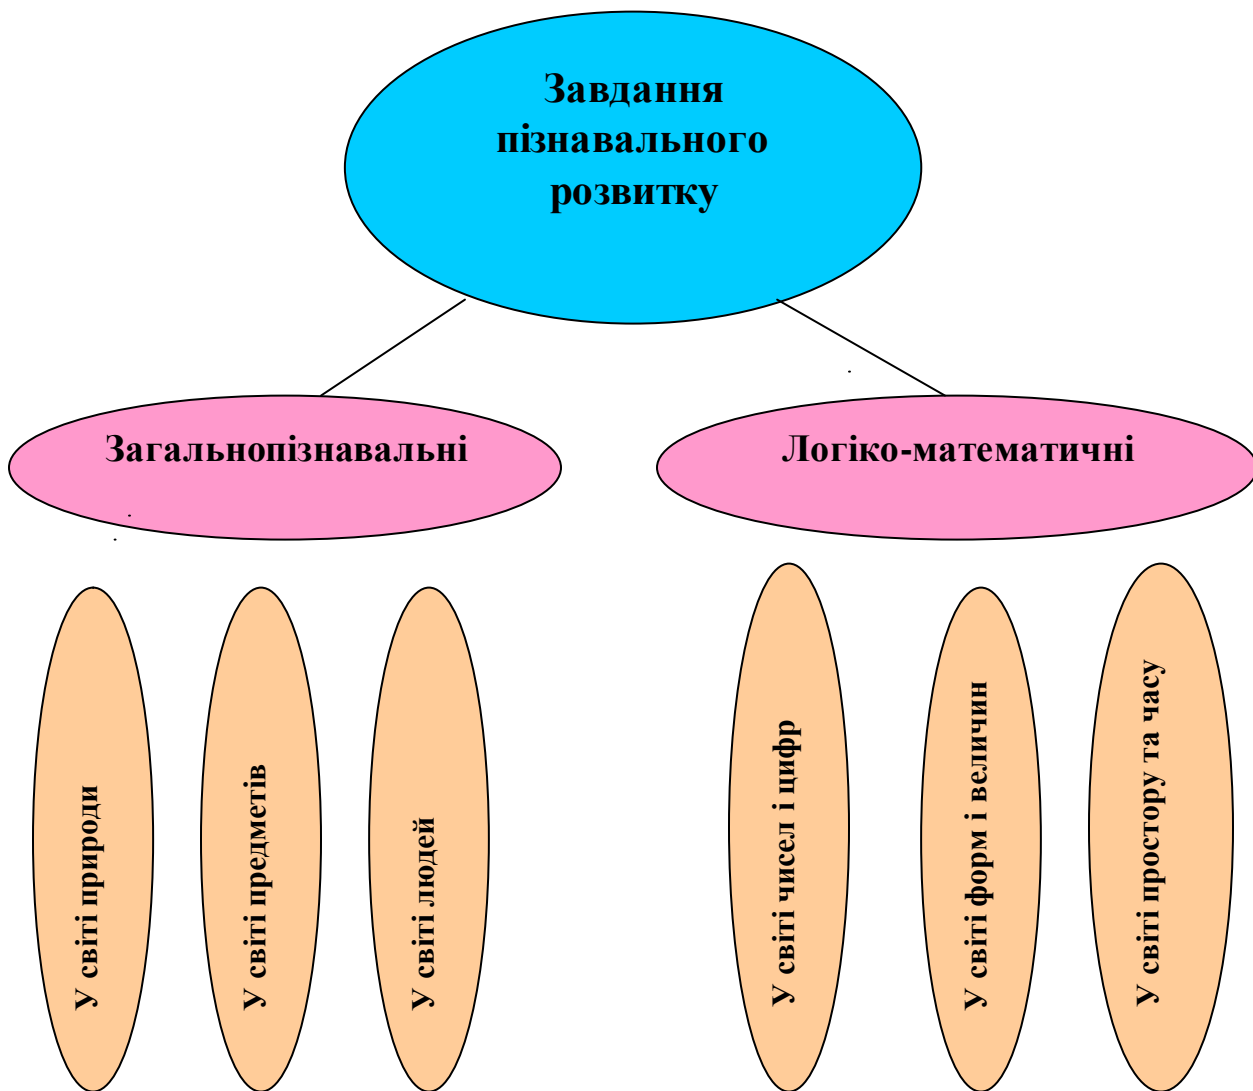 Завдання
пізнавального
розвитку
Загальнопізнавальні
Логіко-математичні
У світі природи
У світі предметів
У світі людей
У світі чисел і цифр
У світі форм і величин
У світі простору та часу